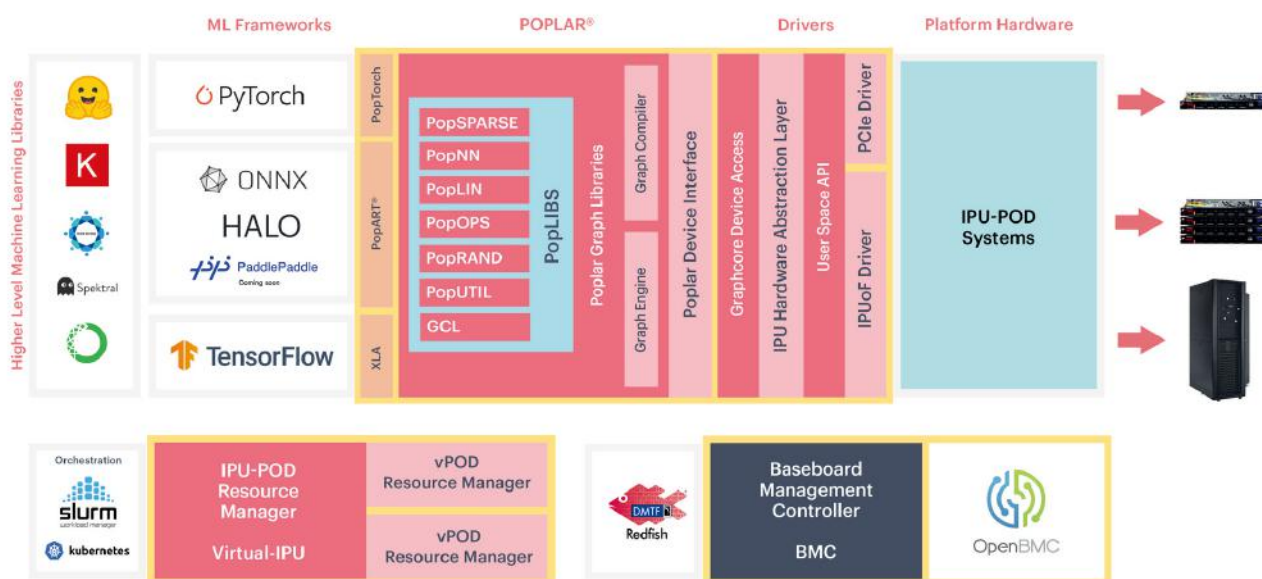 ML Frameworks
POPLAR®
Drivers
Platform Hardware
Higher Level Machine Learning Libraries
K
Spektral
PyTorch
ONNX
HALO
PaddlePaddle
Coming soon
TensorFlow
PopTorch
PopART®
XLA
PopSPARSE
PopNN
PopLIN
PopOPS
PopRAND
PopUTIL
GCL
PopLIBS
Poplar Graph Libraries
Graph Compiler
Graph Engine
Poplar Device Interface
Graphcore Device Access
IPU Hardware Abstraction Layer
User Space API
PCIe Driver
IPUoF Driver
IPU-POD
Systems
Orchestration
slurm
workload manager
kubernetes
IPU-POD
Resource
Manager
Virtual-IPU
vPOD
Resource Manager
vPOD
Resource Manager
DMTF
Redfish
Baseboard
Management
Controller
BMC
OpenBMC